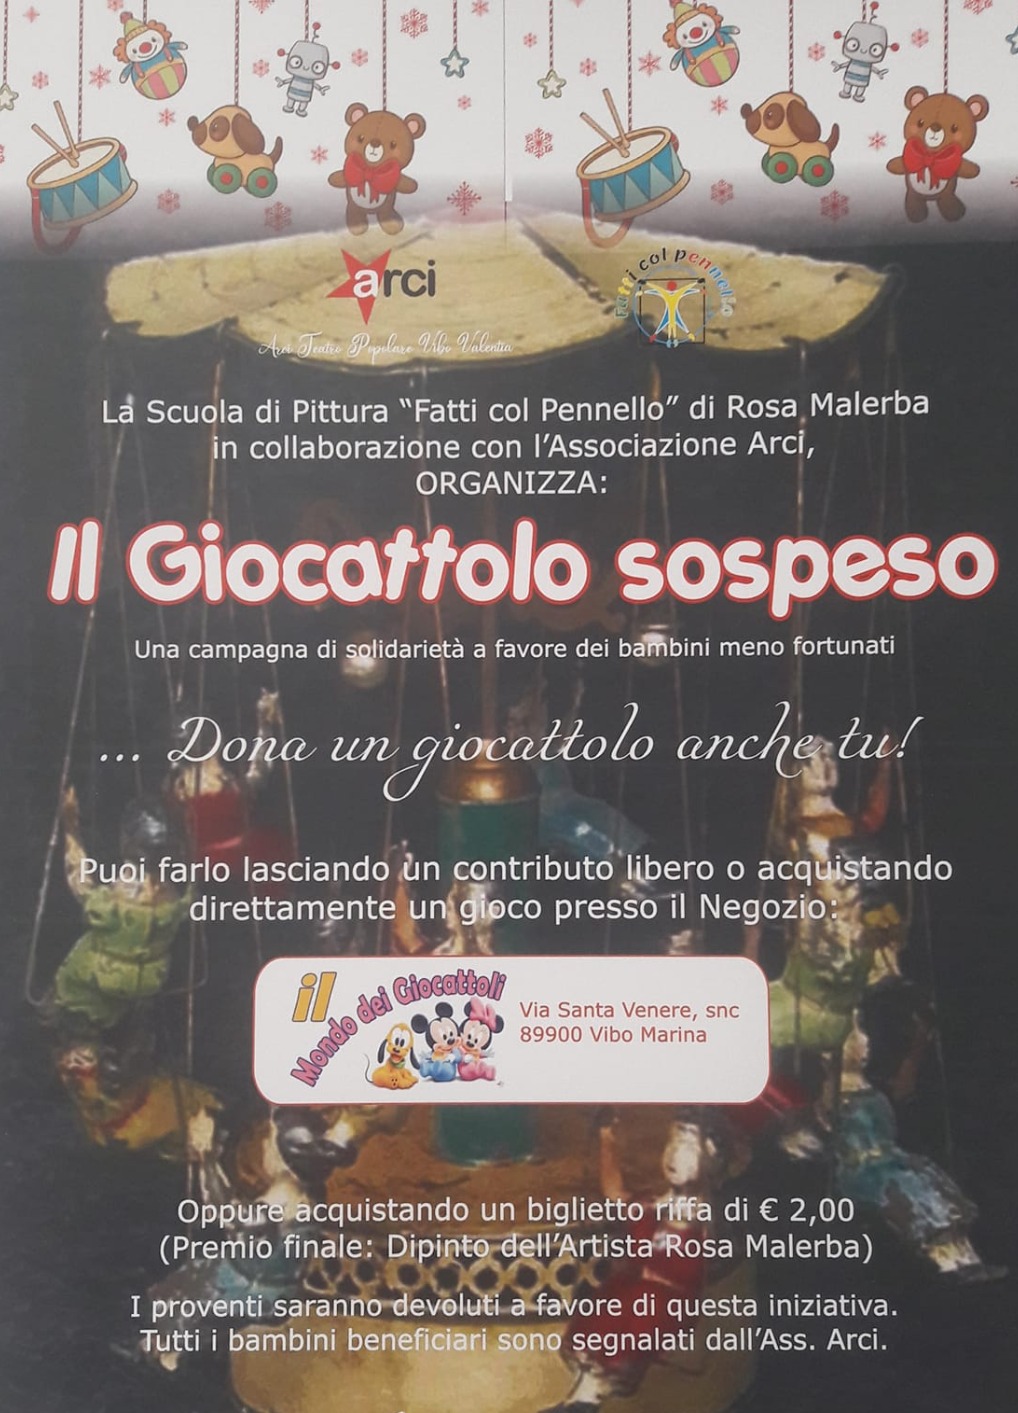 arci
Arci Teatro Popolare Vibo Valentia
Fatti col pennello
La Scuola di Pittura “Fatti col Pennello” di Rosa Malerba
in collaborazione con l’Associazione Arci,
ORGANIZZA:
Il Giocattolo sospeso
Una campagna di solidarietà a favore dei bambini meno fortunati
... Dona un giocattolo anche tu!
Puoi farlo lasciando un contributo libero o acquistando
direttamente un gioco presso il Negozio:
il
Mondo dei Giocattoli
Via Santa Venere, snc
89900 Vibo Marina
Oppure acquistando un biglietto riffa di € 2,00
(Premio finale: Dipinto dell’Artista Rosa Malerba)
I proventi saranno devoluti a favore di questa iniziativa.
Tutti i bambini beneficiari sono segnalati dall’Ass. Arci.